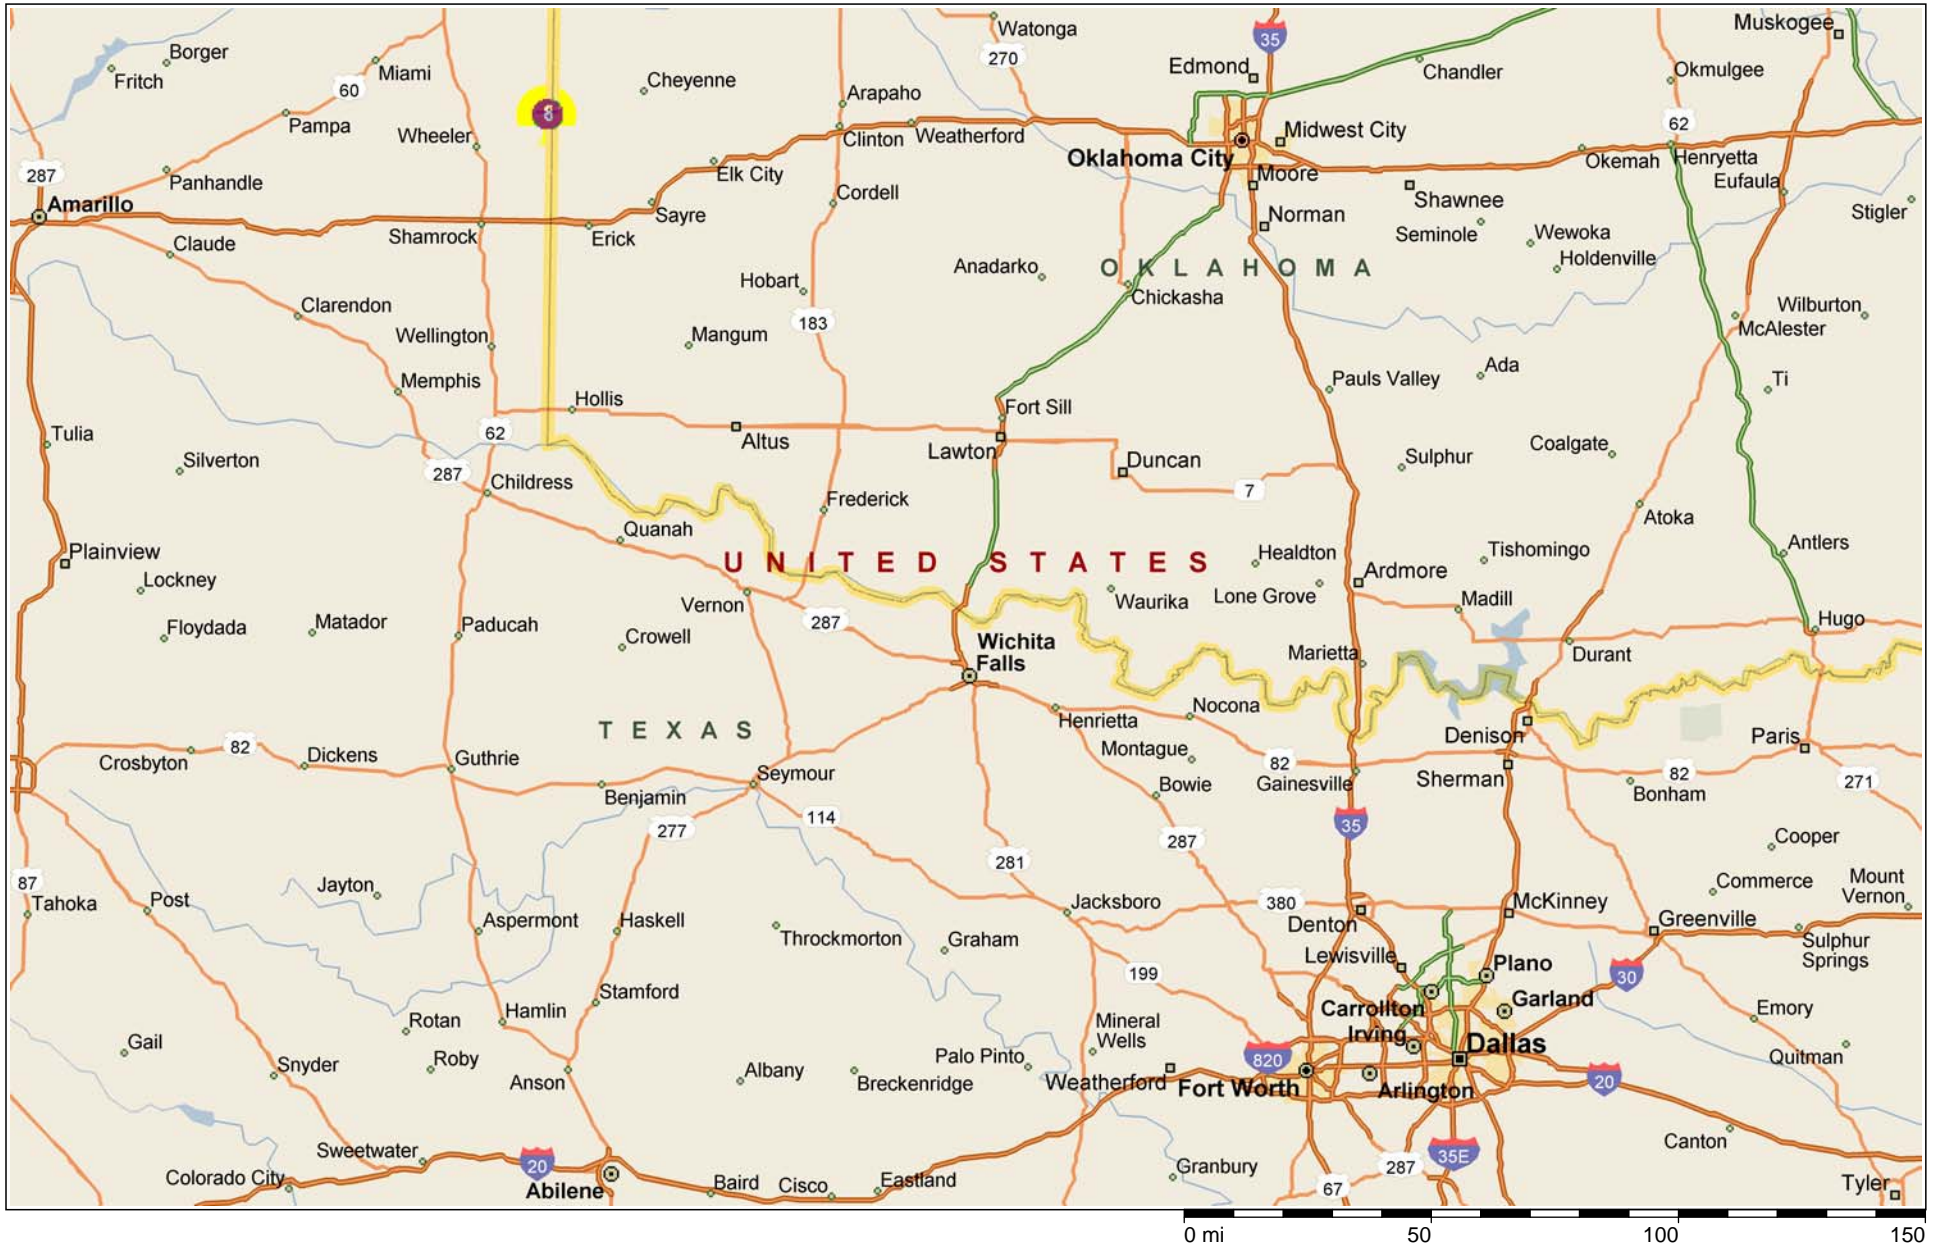 Muskogee
Watonga
35
Borger
Edmond
270
Chandler
Okmulgee
Miami
Fritch
Cheyenne
60
Arapaho
8
Pampa
Wheeler
Clinton
Weatherford
Midwest City
62
Oklahoma City
Okemah
Henryetta
287
Panhandle
Elk City
Moore
Eufaula
Amarillo
Cordell
Shawnee
Sayre
Norman
Stigler
Claude
Shamrock
Erick
Seminole
Wewoka
Holdenville
Anadarko
OKLAHOMA
Hobart
Chickasha
Clarendon
Wilburton
183
McAlester
Wellington
Mangum
Ada
Pauls Valley
Ti
Memphis
Hollis
Fort Sill
Tulia
62
Altus
Lawton
Coalgate
Silverton
Duncan
Sulphur
287
Childress
7
Frederick
Atoka
Quanah
Plainview
UNITED STATES
Healdton
Tishomingo
Antlers
Lockney
Ardmore
Vernon
Waurika
Lone Grove
Madill
287
Floydada
Matador
Paducah
Crowell
Hugo
Wichita
Falls
Marietta
Durant
Nocona
Henrietta
TEXAS
Denison
Paris
82
Crosbyton
Dickens
Guthrie
Montague
82
Seymour
Gainesville
Sherman
82
271
Benjamin
Bowie
Bonham
277
114
35
287
Cooper
281
87
Jayton
Commerce
Mount
Vernon
Tahoka
Post
Jacksboro
380
McKinney
Aspermont
Haskell
Denton
Greenville
Throckmorton
Graham
Sulphur
Springs
Lewisville
Plano
199
30
Stamford
Carrollton
Garland
Hamlin
Rotan
Mineral
Wells
Irving
Emory
Gail
Dallas
Snyder
Roby
Palo Pinto
820
Quitman
Anson
Albany
Breckenridge
Weatherford
Fort Worth
Arlington
20
Sweetwater
Canton
20
35E
Colorado City
Granbury
287
Abilene
Baird
Cisco
Eastland
67
Tyler
0 mi
50
100
150